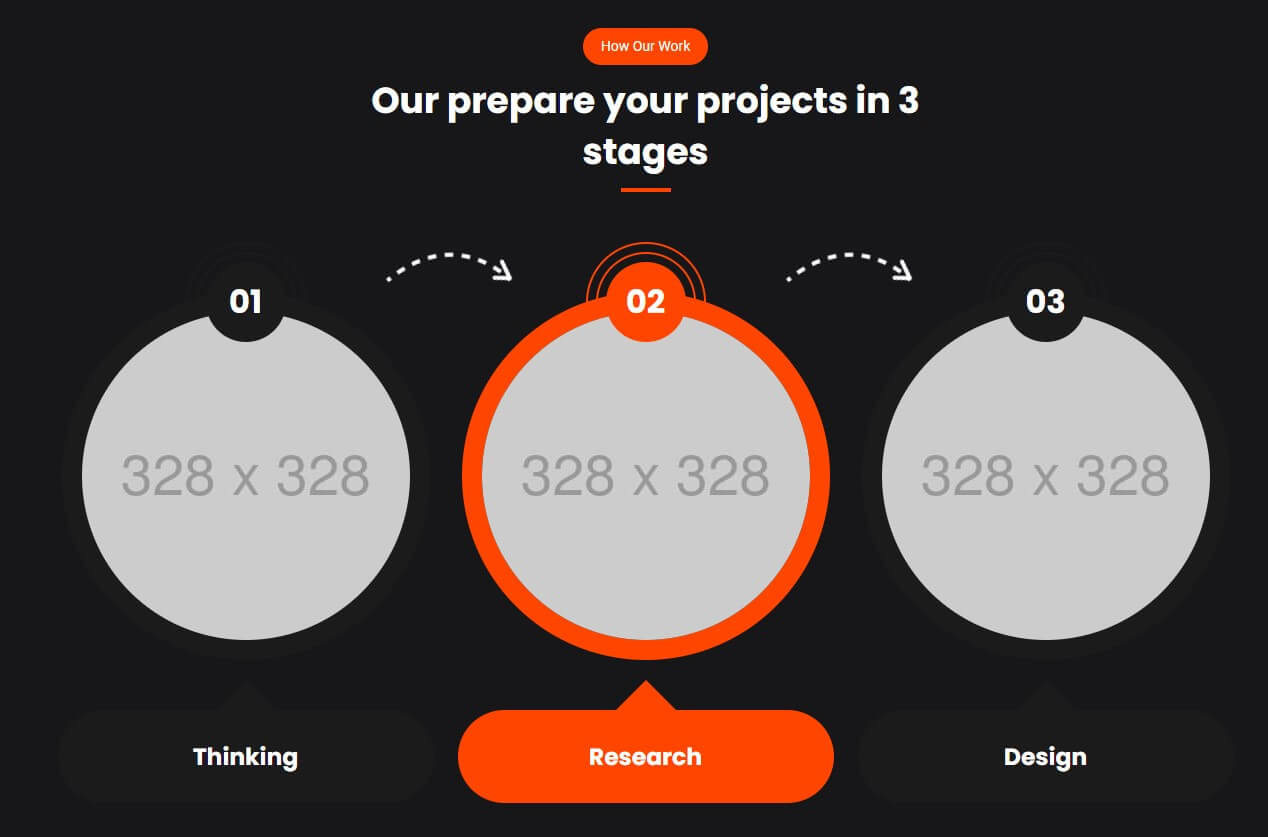 How Our Work
Our prepare your projects in 3
stages
01
02
03
328 x 328
328 x 328
328 x 328
Thinking
Research
Design